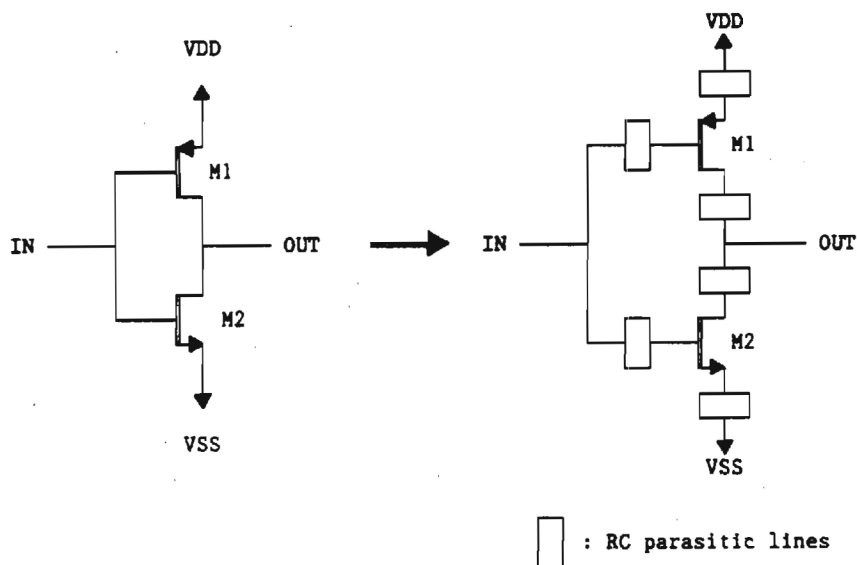 VDD
M1
IN
OUT
M2
VSS
VDD
M1
IN
OUT
M2
VSS
: RC parasitic lines